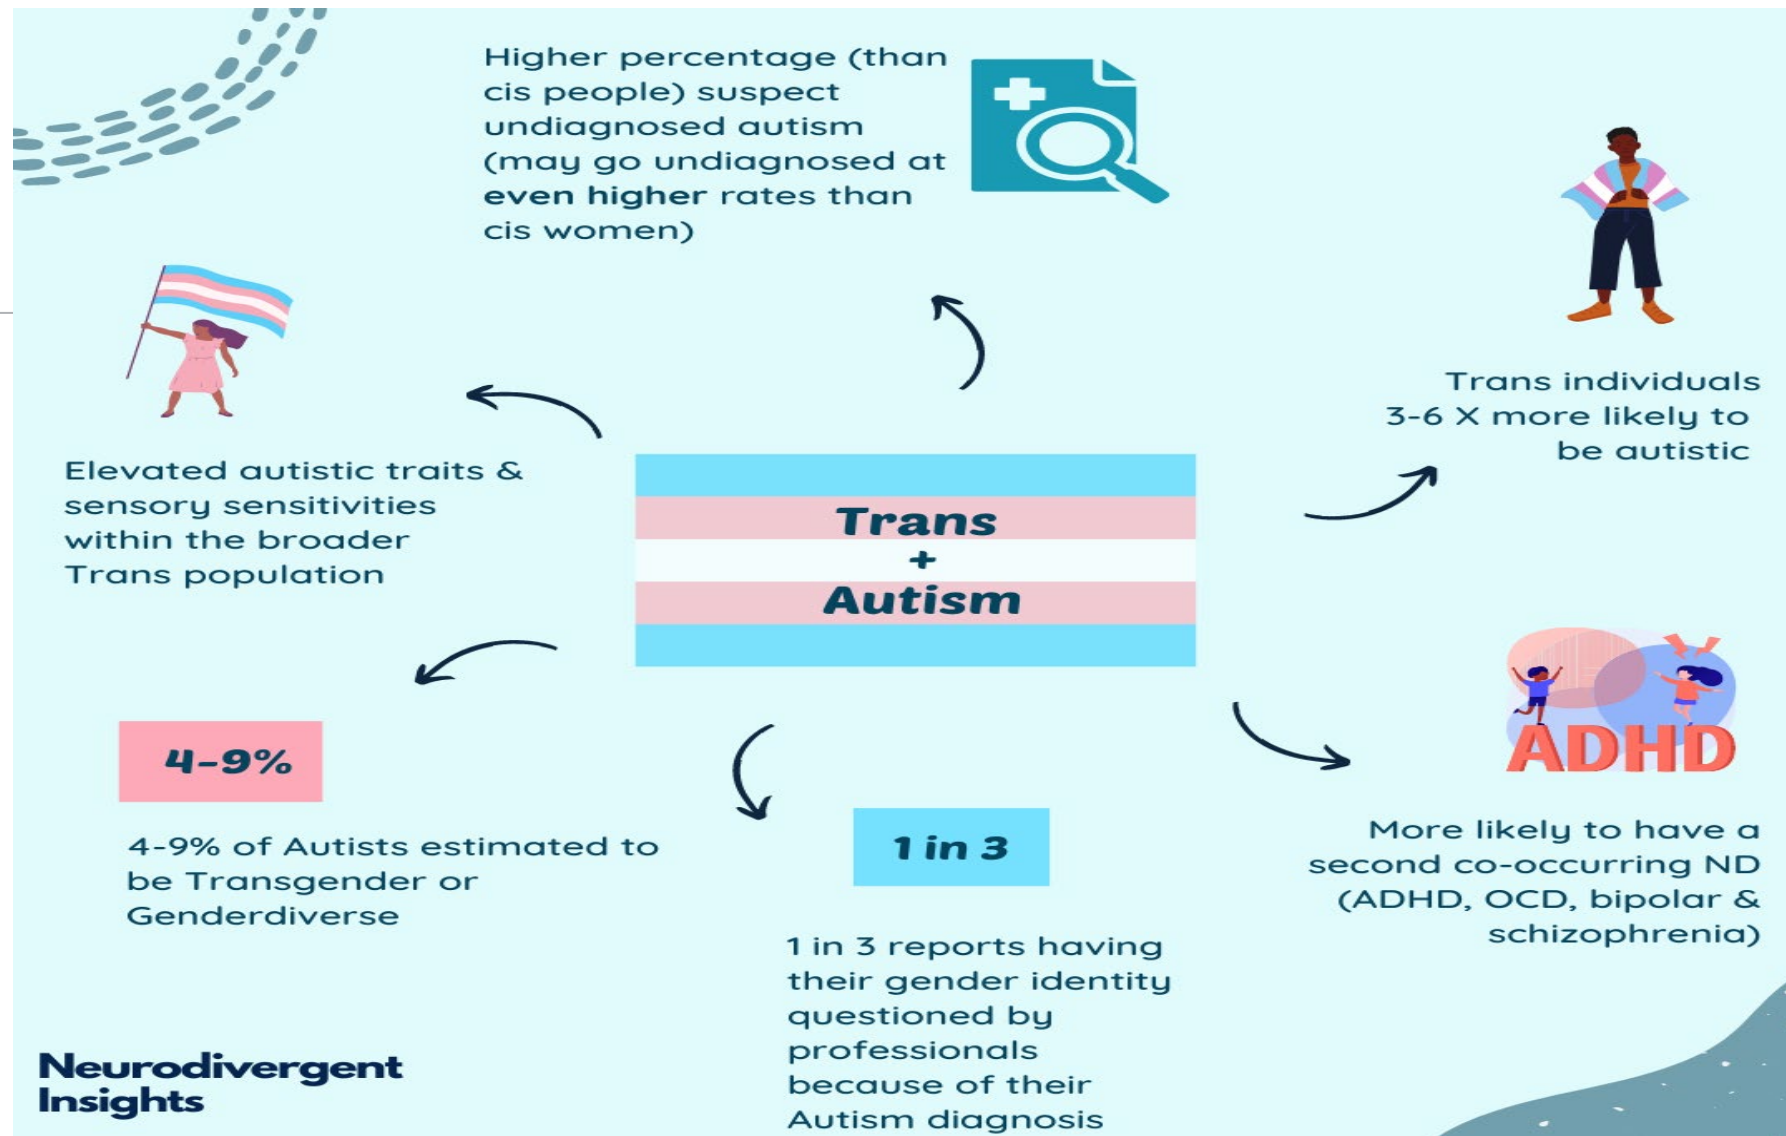 Higher percentage (than
cis people) suspect
undiagnosed autism
(may go undiagnosed at
even higher rates than
cis women)
Trans individuals
3-6 X more likely to
be autistic
Elevated autistic traits &
sensory sensitivities
within the broader
Trans population
Trans
+
Autism
ADHD
More likely to have a
second co-occurring ND
(ADHD, OCD, bipolar &
schizophrenia)
4-9%
4-9% of Autists estimated to
be Transgender or
Genderdiverse
1 in 3
1 in 3 reports having
their gender identity
questioned by
professionals
because of their
Autism diagnosis
Neurodivergent
Insights